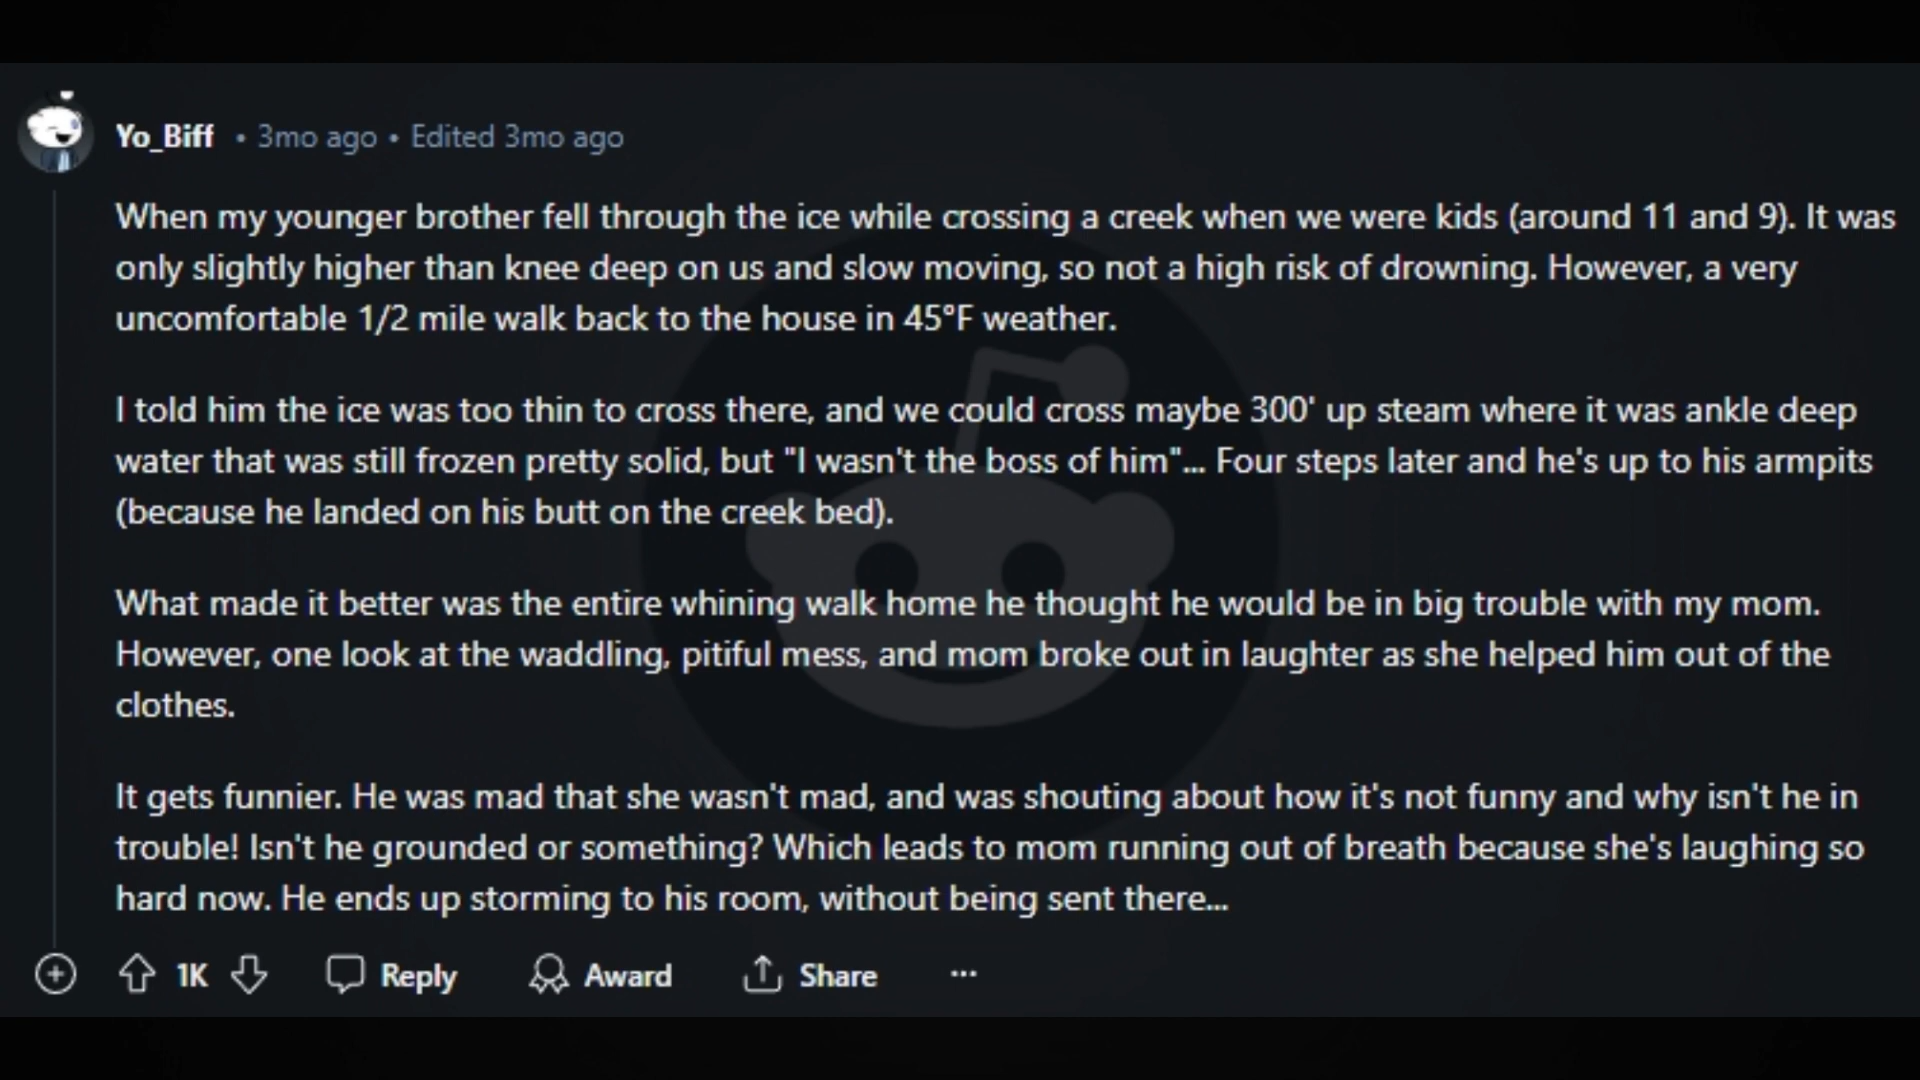 Yo_Biff • 3mo ago • Edited 3mo ago
When my younger brother fell through the ice while crossing a creek when we were kids (around 11 and 9). It was
only slightly higher than knee deep on us and slow moving, so not a high risk of drowning. However, a very
uncomfortable 1/2 mile walk back to the house in 45°F weather.
I told him the ice was too thin to cross there, and we could cross maybe 300' up steam where it was ankle deep
water that was still frozen pretty solid, but "I wasn't the boss of him"... Four steps later and he's up to his armpits
(because he landed on his butt on the creek bed).
What made it better was the entire whining walk home he thought he would be in big trouble with my mom.
However, one look at the waddling, pitiful mess, and mom broke out in laughter as she helped him out of the
clothes.
It gets funnier. He was mad that she wasn't mad, and was shouting about how it's not funny and why isn't he in
trouble! Isn't he grounded or something? Which leads to mom running out of breath because she's laughing so
hard now. He ends up storming to his room, without being sent there...
1K Reply Award Share ...